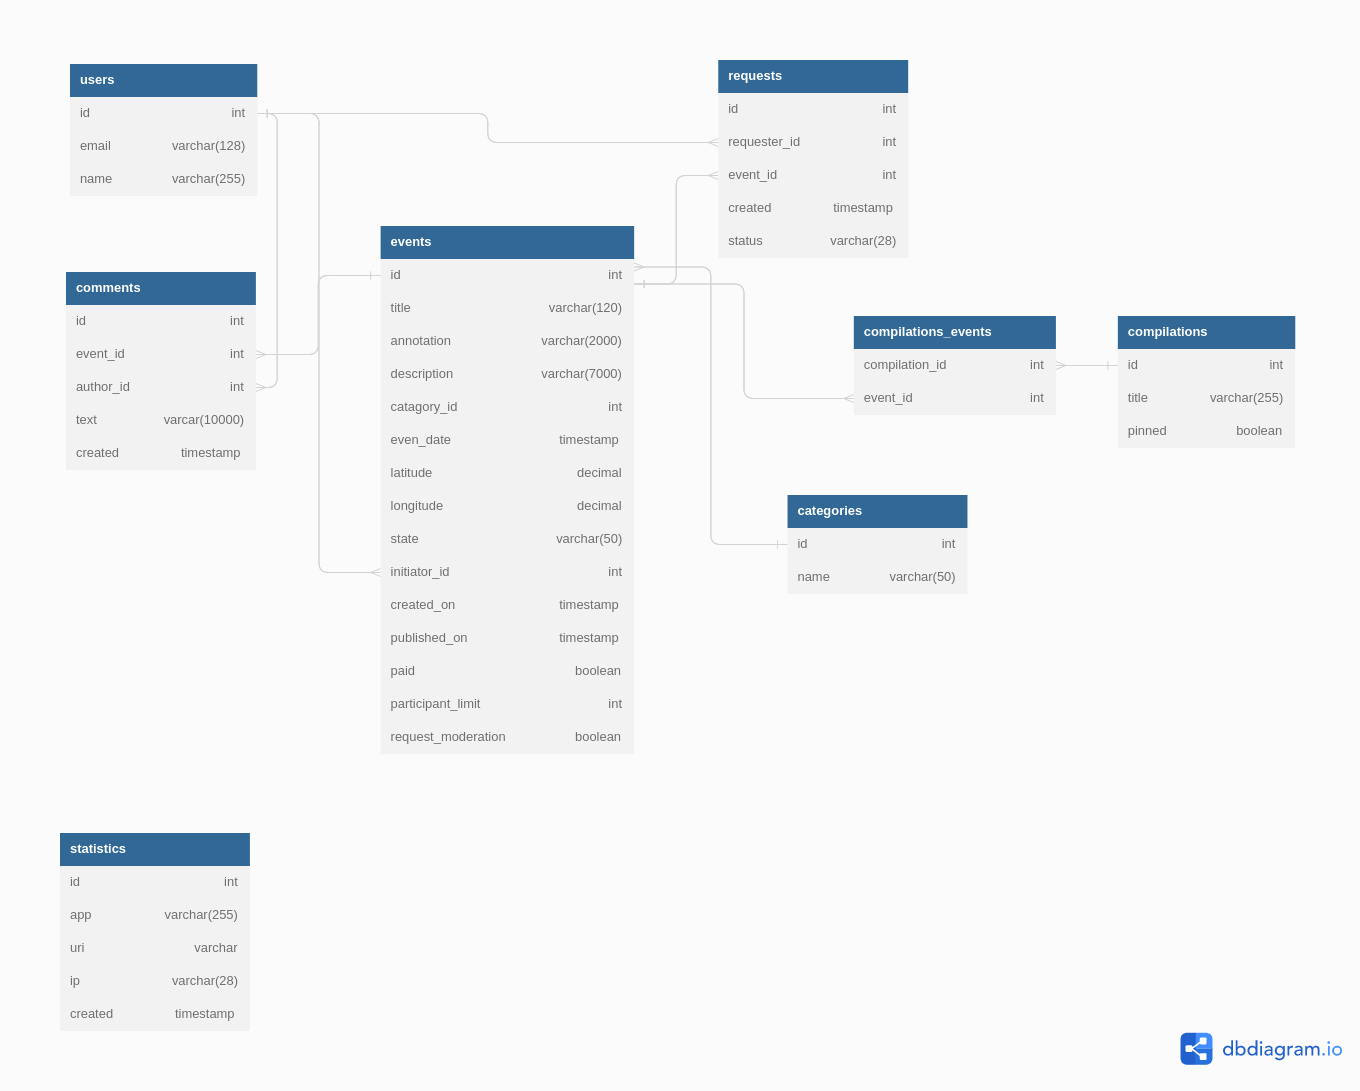 users
id int
email varchar(128)
name varchar(255)
requests
id int
requester_id int
event_id int
created timestamp
status varchar(28)
events
id int
title varchar(120)
annotation varchar(2000)
description varchar(7000)
catagory_id int
even_date timestamp
latitude decimal
longitude decimal
state varchar(50)
initiator_id int
created_on timestamp
published_on timestamp
paid boolean
participant_limit int
request_moderation boolean
comments
id int
event_id int
author_id int
text varcar(10000)
created timestamp
compilations_events
compilation_id int
event_id int
compilations
id int
title varchar(255)
pinned boolean
categories
id int
name varchar(50)
statistics
id int
app varchar(255)
uri varchar
ip varchar(28)
created timestamp
dbdiagram.io